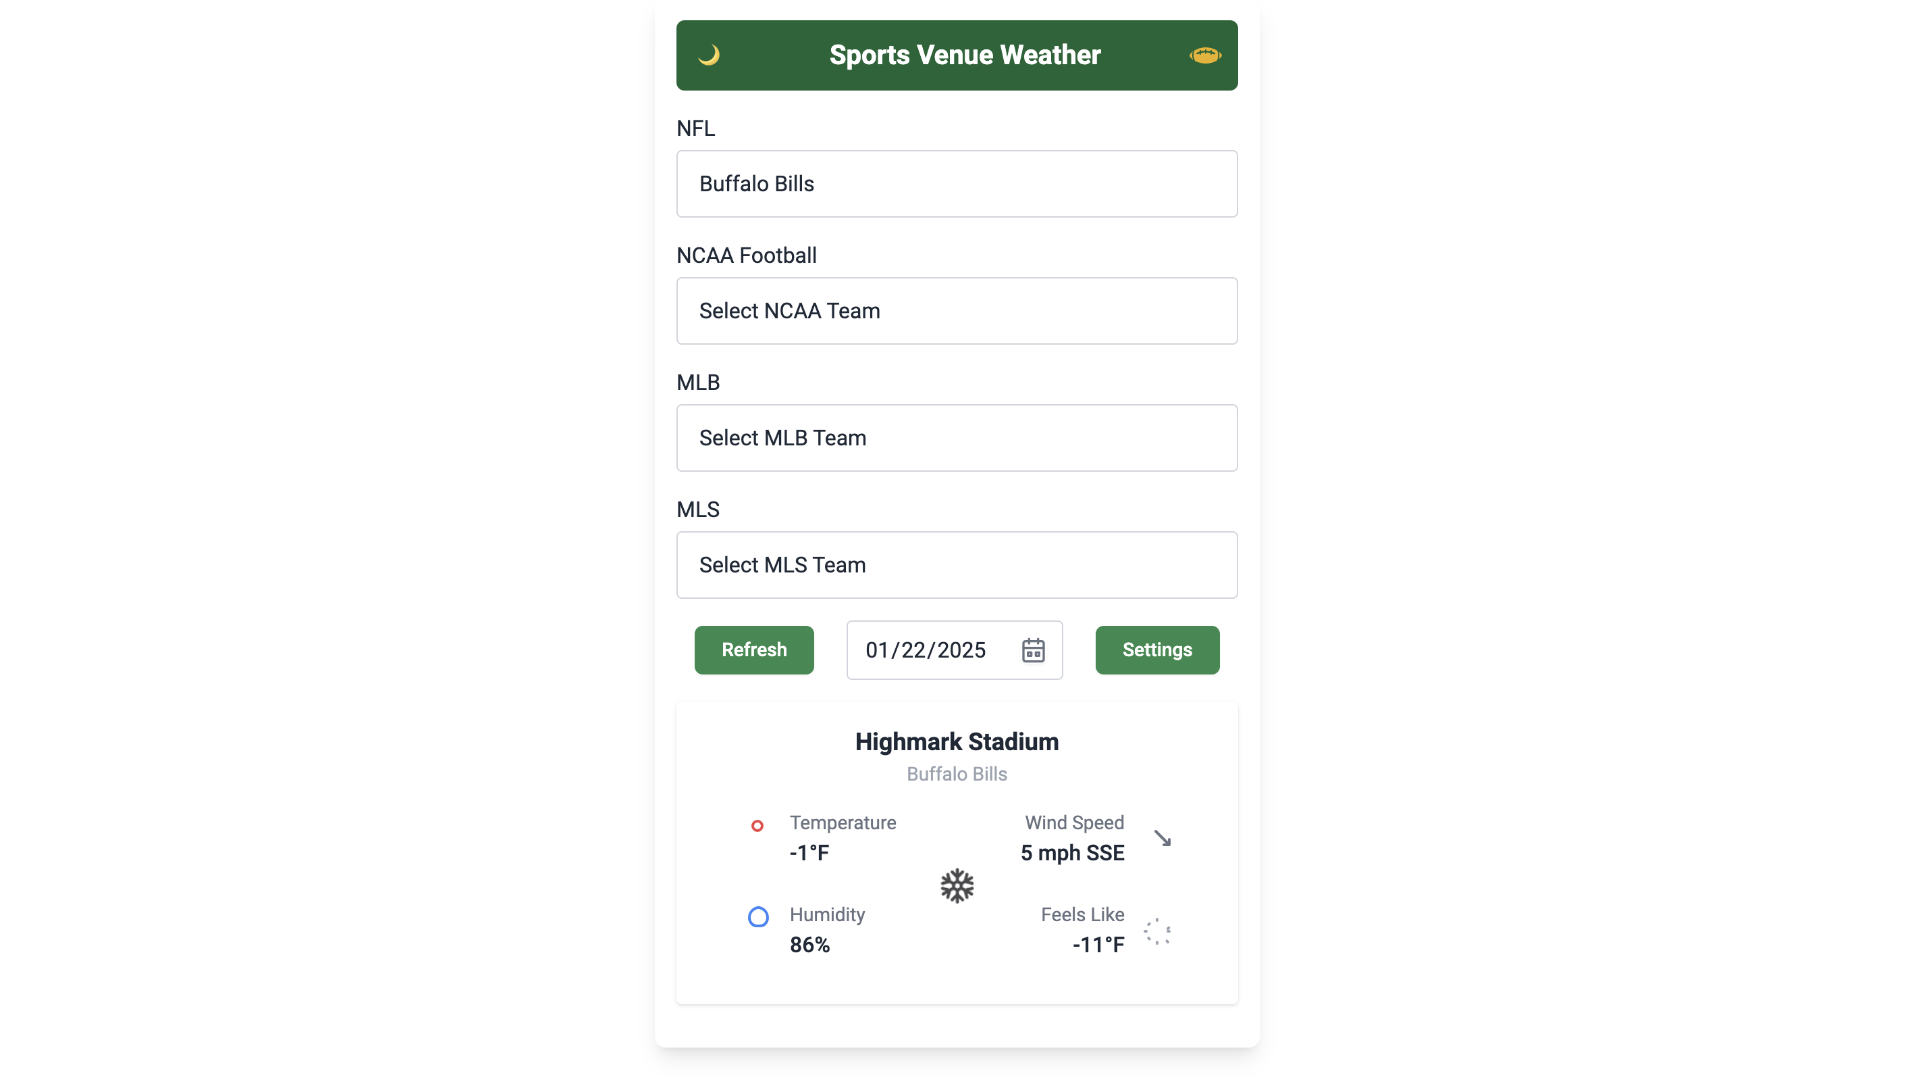 Sports Venue Weather
NFL
Buffalo Bills
NCAA Football
Select NCAA Team
MLB
Select MLB Team
MLS
Select MLS Team
Refresh
01/22/2025
Settings
Highmark Stadium
Buffalo Bills
Temperature
-1°F
Wind Speed
5 mph SSE
Humidity
86%
Feels Like
-11°F